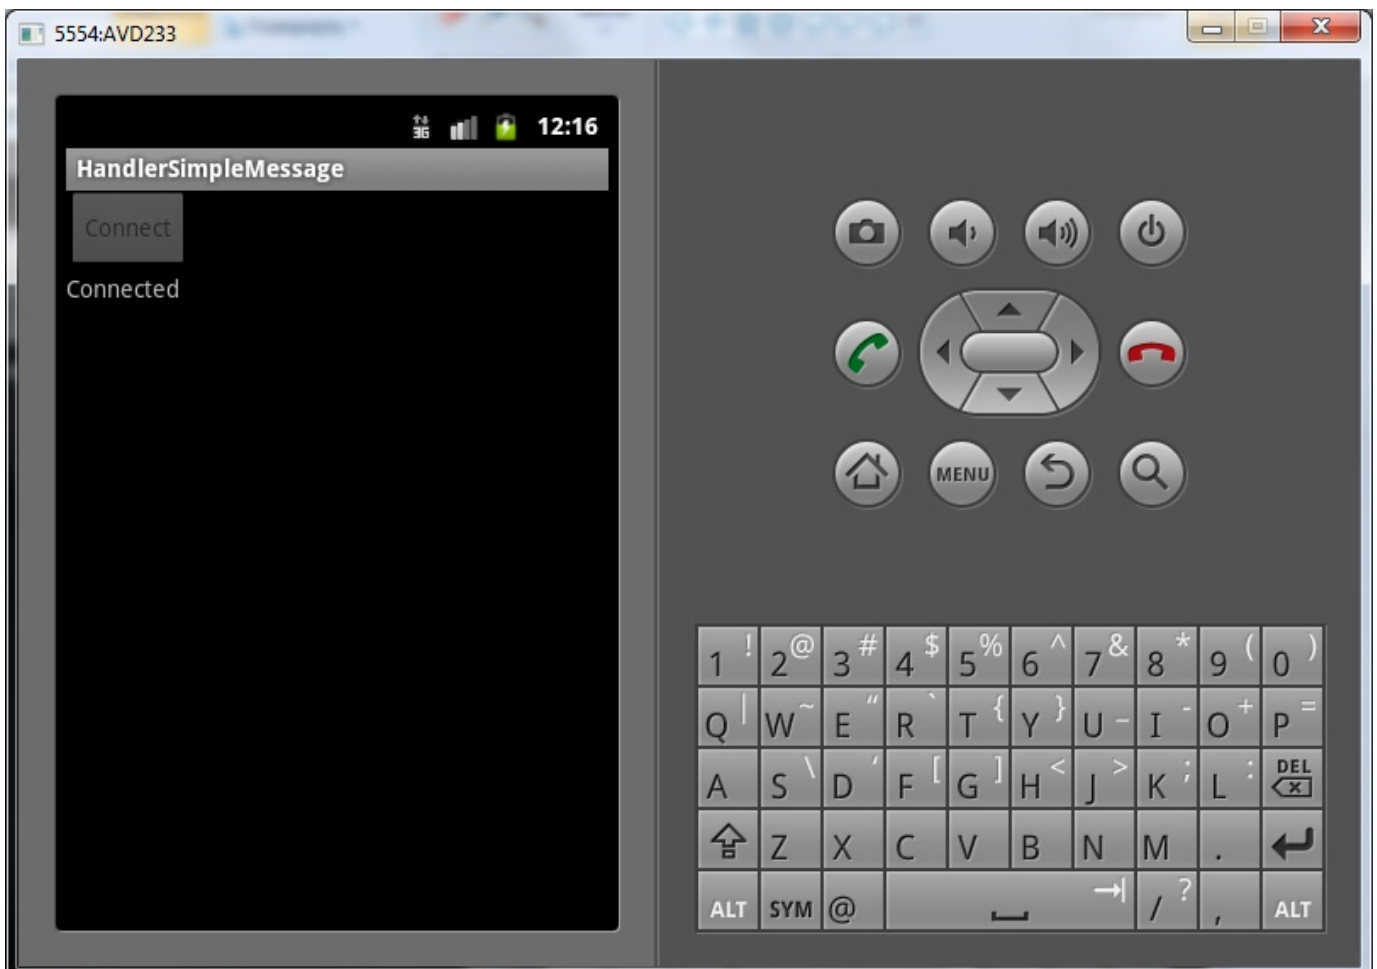 5554:AVD233
3G 12:16
HandlerSimpleMessage
Connect
Connected
MENU
1 ! 2 @ 3 # 4 $ 5 % 6 ^ 7 & 8 * 9 ( 0 )
Q | W ~ E " R ` T { Y } U _ I - O + P =
A S \ D ' F [ G ] H < J > K ; L : DEL
Z X C V B N M .
ALT SYM @ / ? , ALT